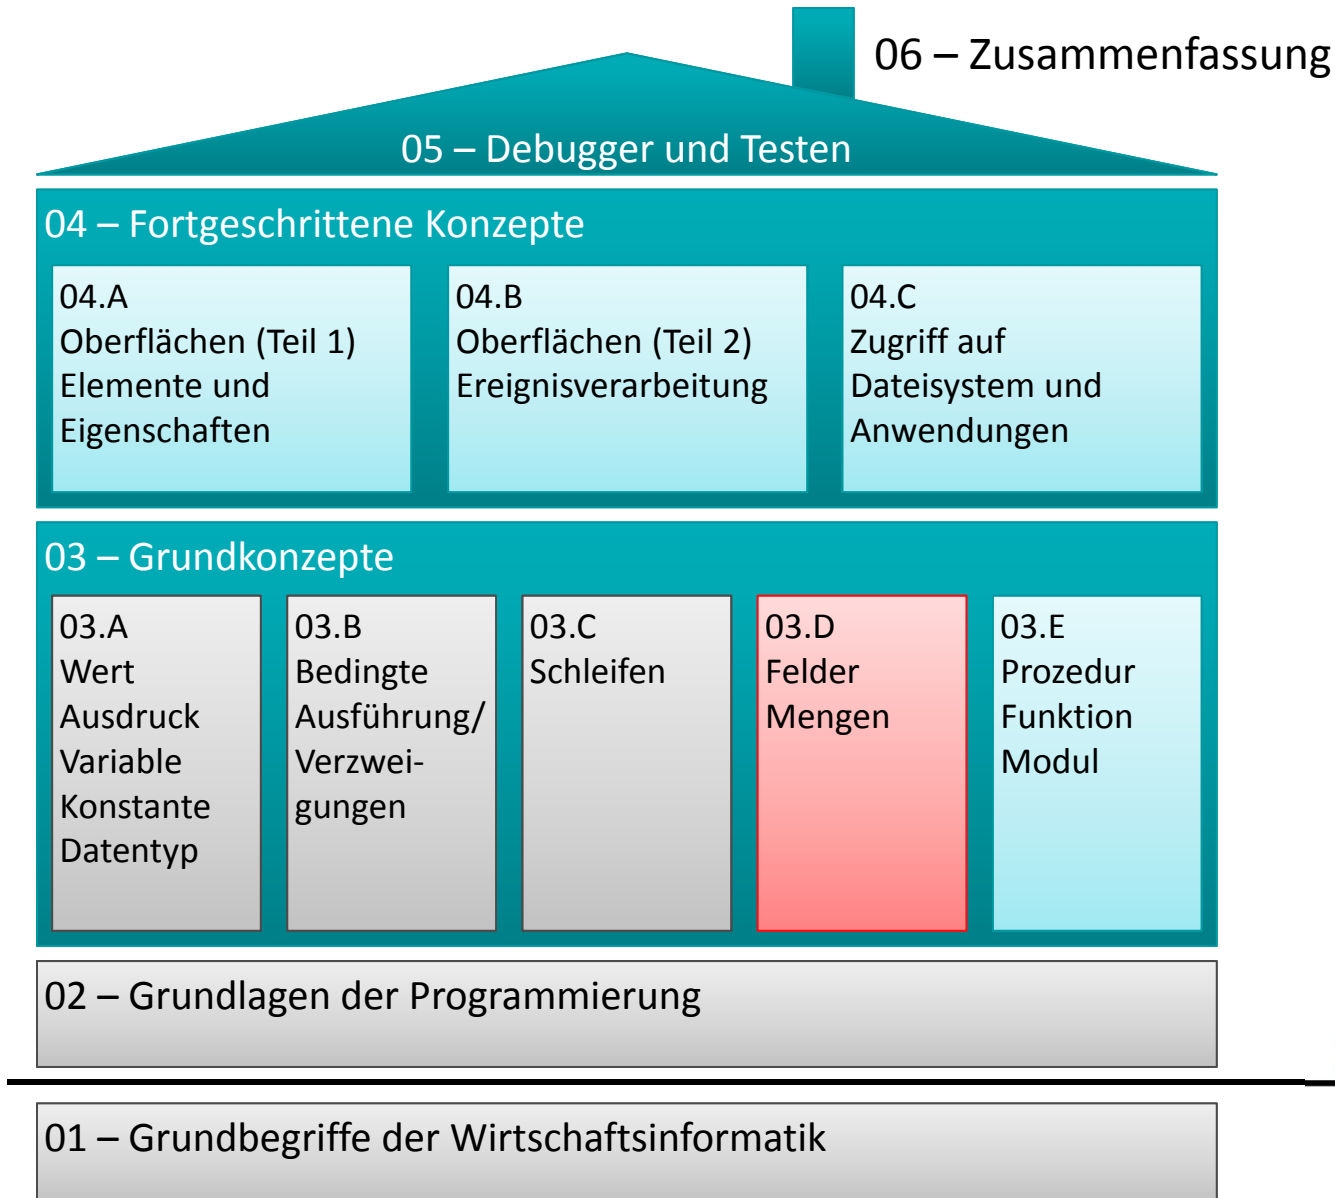 06 – Zusammenfassung
05 – Debugger und Testen
04 – Fortgeschrittene Konzepte
04.A
Oberflächen (Teil 1)
Elemente und
Eigenschaften
04.B
Oberflächen (Teil 2)
Ereignisverarbeitung
04.C
Zugriff auf
Dateisystem und
Anwendungen
03 – Grundkonzepte
03.A
Wert
Ausdruck
Variable
Konstante
Datentyp
03.B
Bedingte
Ausführung/
Verzwei-
gungen
03.C
Schleifen
03.D
Felder
Mengen
03.E
Prozedur
Funktion
Modul
02 – Grundlagen der Programmierung
01 – Grundbegriffe der Wirtschaftsinformatik